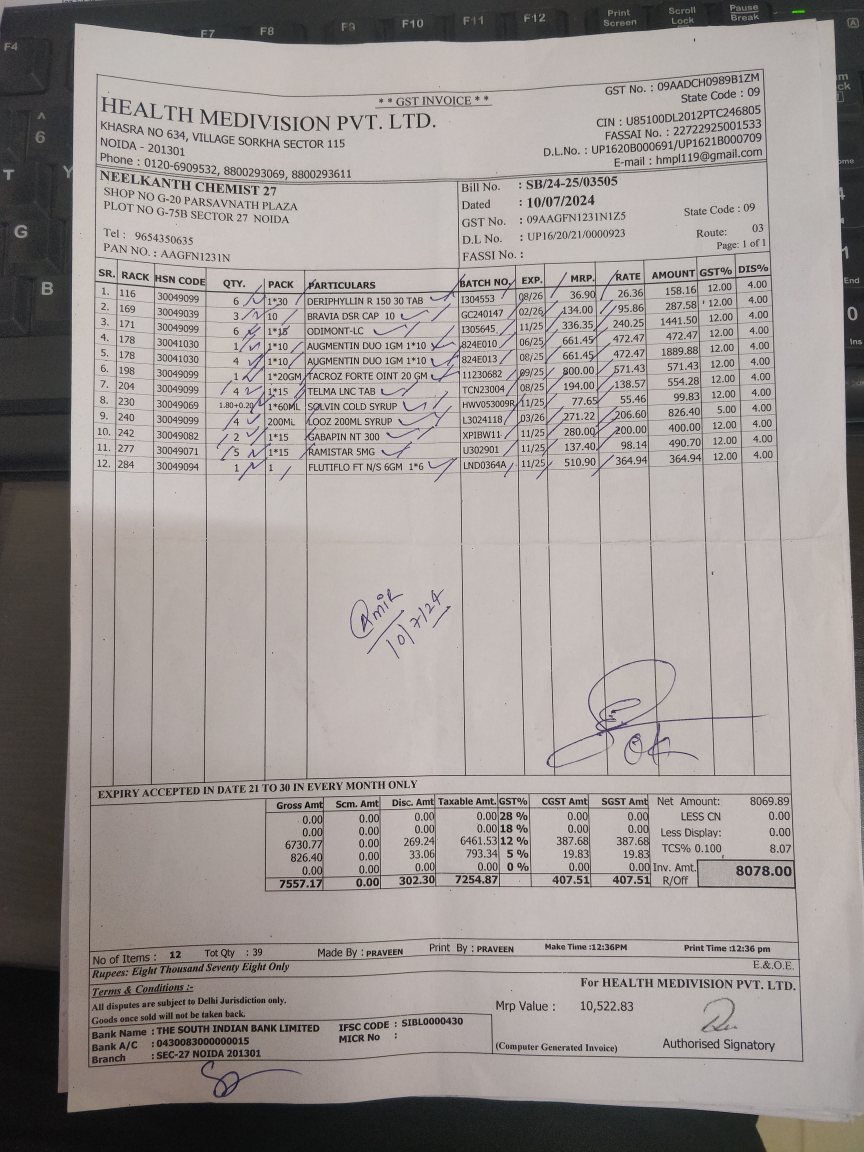 * * GST INVOICE * *
HEALTH MEDIVISION PVT. LTD.
KHASRA NO 634, VILLAGE SORKHA SECTOR 115
NOIDA - 201301
Phone : 0120-6909532, 8800293069, 8800293611
GST No. : 09AADCH0989B1ZM
State Code : 09
CIN : U85100DL2012PTC246805
FASSAI No. : 22722925001533
D.L.No. : UP1620B000691/UP1621B000709
E-mail : hmpl119@gmail.com
NEELKANTH CHEMIST 27
SHOP NO G-20 PARSAVNATH PLAZA
PLOT NO G-75B SECTOR 27 NOIDA
Tel : 9654350635
PAN NO. : AAGFN1231N
Bill No. : SB/24-25/03505
Dated : 10/07/2024
GST No. : 09AAGFN1231N1Z5 State Code : 09
D.L No. : UP16/20/21/0000923 Route: 03
FASSI No. : Page: 1 of 1
SR. RACK HSN CODE QTY. PACK PARTICULARS BATCH NO. EXP. MRP. RATE AMOUNT GST% DIS%
1. 116 30049099 6 1*30 DERIPHYLLIN R 150 30 TAB I304553 08/26 36.90 26.36 158.16 12.00 4.00
2. 169 30049039 3 10 BRAVIA DSR CAP 10 GC240147 02/26 134.00 95.86 287.58 12.00 4.00
3. 171 30049099 6 1*15 ODIMONT-LC I305645 11/25 336.35 240.25 1441.50 12.00 4.00
4. 178 30041030 1 1*10 AUGMENTIN DUO 1GM 1*10 824E010 06/25 661.45 472.47 472.47 12.00 4.00
5. 178 30041030 4 1*10 AUGMENTIN DUO 1GM 1*10 824E013 08/25 661.45 472.47 1889.88 12.00 4.00
6. 198 30049099 1 1*20GM TACROZ FORTE OINT 20 GM 11230682 09/25 800.00 571.43 571.43 12.00 4.00
7. 204 30049099 4 1*15 TELMA LNC TAB TCN23004 08/25 194.00 138.57 554.28 12.00 4.00
8. 230 30049069 1.80+0.20 1*60ML SOLVIN COLD SYRUP HWV053009R 11/25 77.65 55.46 99.83 12.00 4.00
9. 240 30049099 4 200ML LOOZ 200ML SYRUP L3024118 03/26 271.22 206.60 826.40 5.00 4.00
10. 242 30049082 2 1*15 GABAPIN NT 300 XPIBW11 11/25 280.00 200.00 400.00 12.00 4.00
11. 277 30049071 5 1*15 RAMISTAR 5MG U302901 11/25 137.40 98.14 490.70 12.00 4.00
12. 284 30049094 1 1 FLUTIFLO FT N/S 6GM 1*6 LND0364A 11/25 510.90 364.94 364.94 12.00 4.00
Amir
10/7/24
OK
EXPIRY ACCEPTED IN DATE 21 TO 30 IN EVERY MONTH ONLY
Gross Amt Scm. Amt Disc. Amt Taxable Amt. GST% CGST Amt SGST Amt
0.00 0.00 0.00 0.00 28 % 0.00 0.00
0.00 0.00 0.00 0.00 18 % 0.00 0.00
6730.77 0.00 269.24 6461.53 12 % 387.68 387.68
826.40 0.00 33.06 793.34 5 % 19.83 19.83
0.00 0.00 0.00 0.00 0 % 0.00 0.00
7557.17 0.00 302.30 7254.87 407.51 407.51
Net Amount: 8069.89
LESS CN 0.00
Less Display: 0.00
TCS% 0.100 8.07
Inv. Amt. 8078.00
R/Off
No of Items : 12 Tot Qty : 39 Made By : PRAVEEN Print By : PRAVEEN Make Time :12:36PM Print Time :12:36 pm
Rupees: Eight Thousand Seventy Eight Only E.&.O.E.
Terms & Conditions :-
All disputes are subject to Delhi Jurisdiction only.
Goods once sold will not be taken back.
Bank Name : THE SOUTH INDIAN BANK LIMITED IFSC CODE : SIBL0000430
Bank A/C : 0430083000000015 MICR No :
Branch : SEC-27 NOIDA 201301
For HEALTH MEDIVISION PVT. LTD.
Mrp Value : 10,522.83
(Computer Generated Invoice) Authorised Signatory
F4
F7
F8
F9
F10
F11
F12
Print
Screen
Scroll
Lock
Pause
Break
6
T
Y
G
B
End
0
Ins